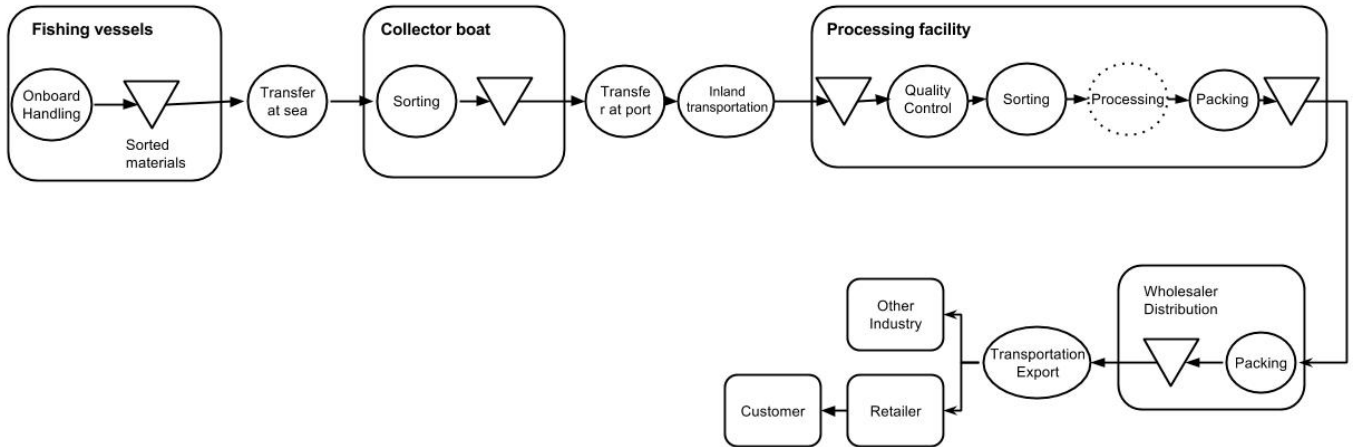 Fishing vessels
Onboard
Handling
Sorted
materials
Transfer
at sea
Collector boat
Sorting
Transfe
r at port
Inland
transportation
Processing facility
Quality
Control
Sorting
Processing
Packing
Wholesaler
Distribution
Packing
Transportation
Export
Other
Industry
Retailer
Customer